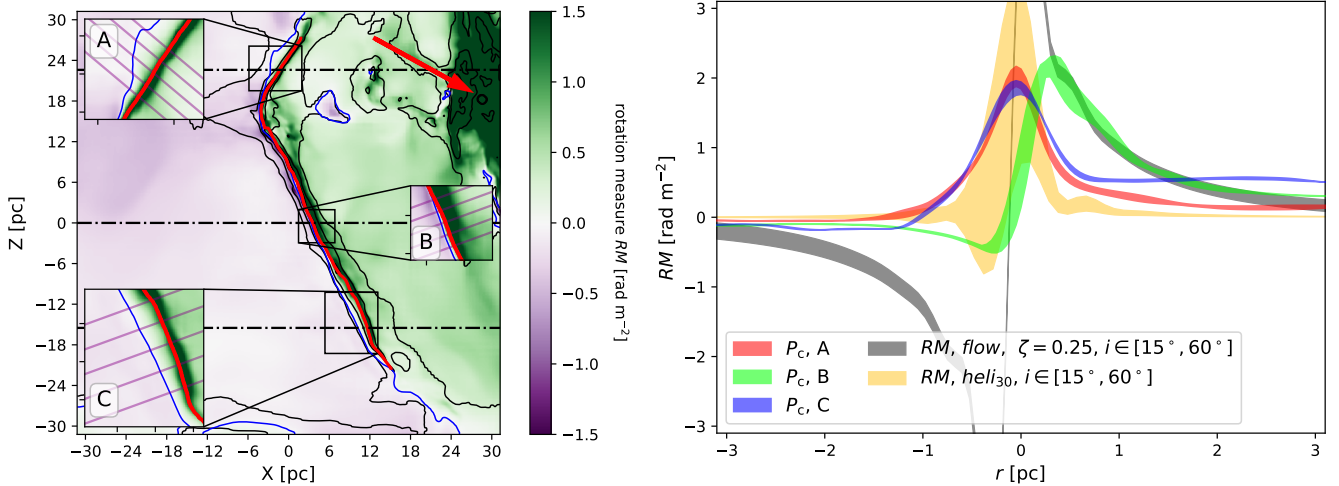 A
B
C
30
24
18
12
6
0
−6
−12
−18
−24
−30
Z [pc]
−30 −24 −18 −12 −6 0 6 12 18 24 30
X [pc]
1.5
1.0
0.5
0.0
−0.5
−1.0
−1.5
rotation measure RM [rad m⁻²]
3
2
1
0
−1
−2
−3
RM [rad m⁻²]
−3 −2 −1 0 1 2 3
r [pc]
P_c, A
P_c, B
P_c, C
RM, flow, ζ = 0.25, i ∈ [15°, 60°]
RM, heli₃₀, i ∈ [15°, 60°]